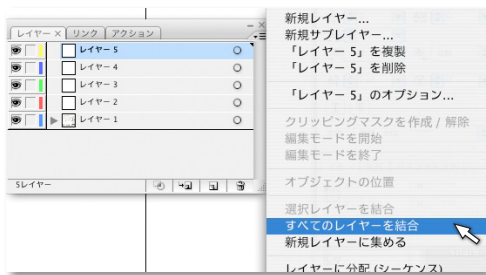 レイヤー × リンク アクション
レイヤー 5
レイヤー 4
レイヤー 3
レイヤー 2
レイヤー 1
5レイヤー
新規レイヤー...
新規サブレイヤー...
「レイヤー 5」を複製
「レイヤー 5」を削除
「レイヤー 5」のオプション...
クリッピングマスクを作成 / 解除
編集モードを開始
編集モードを終了
オブジェクトの位置
選択レイヤーを結合
すべてのレイヤーを結合
新規レイヤーに集める
レイヤーに分配 (シーケンス)